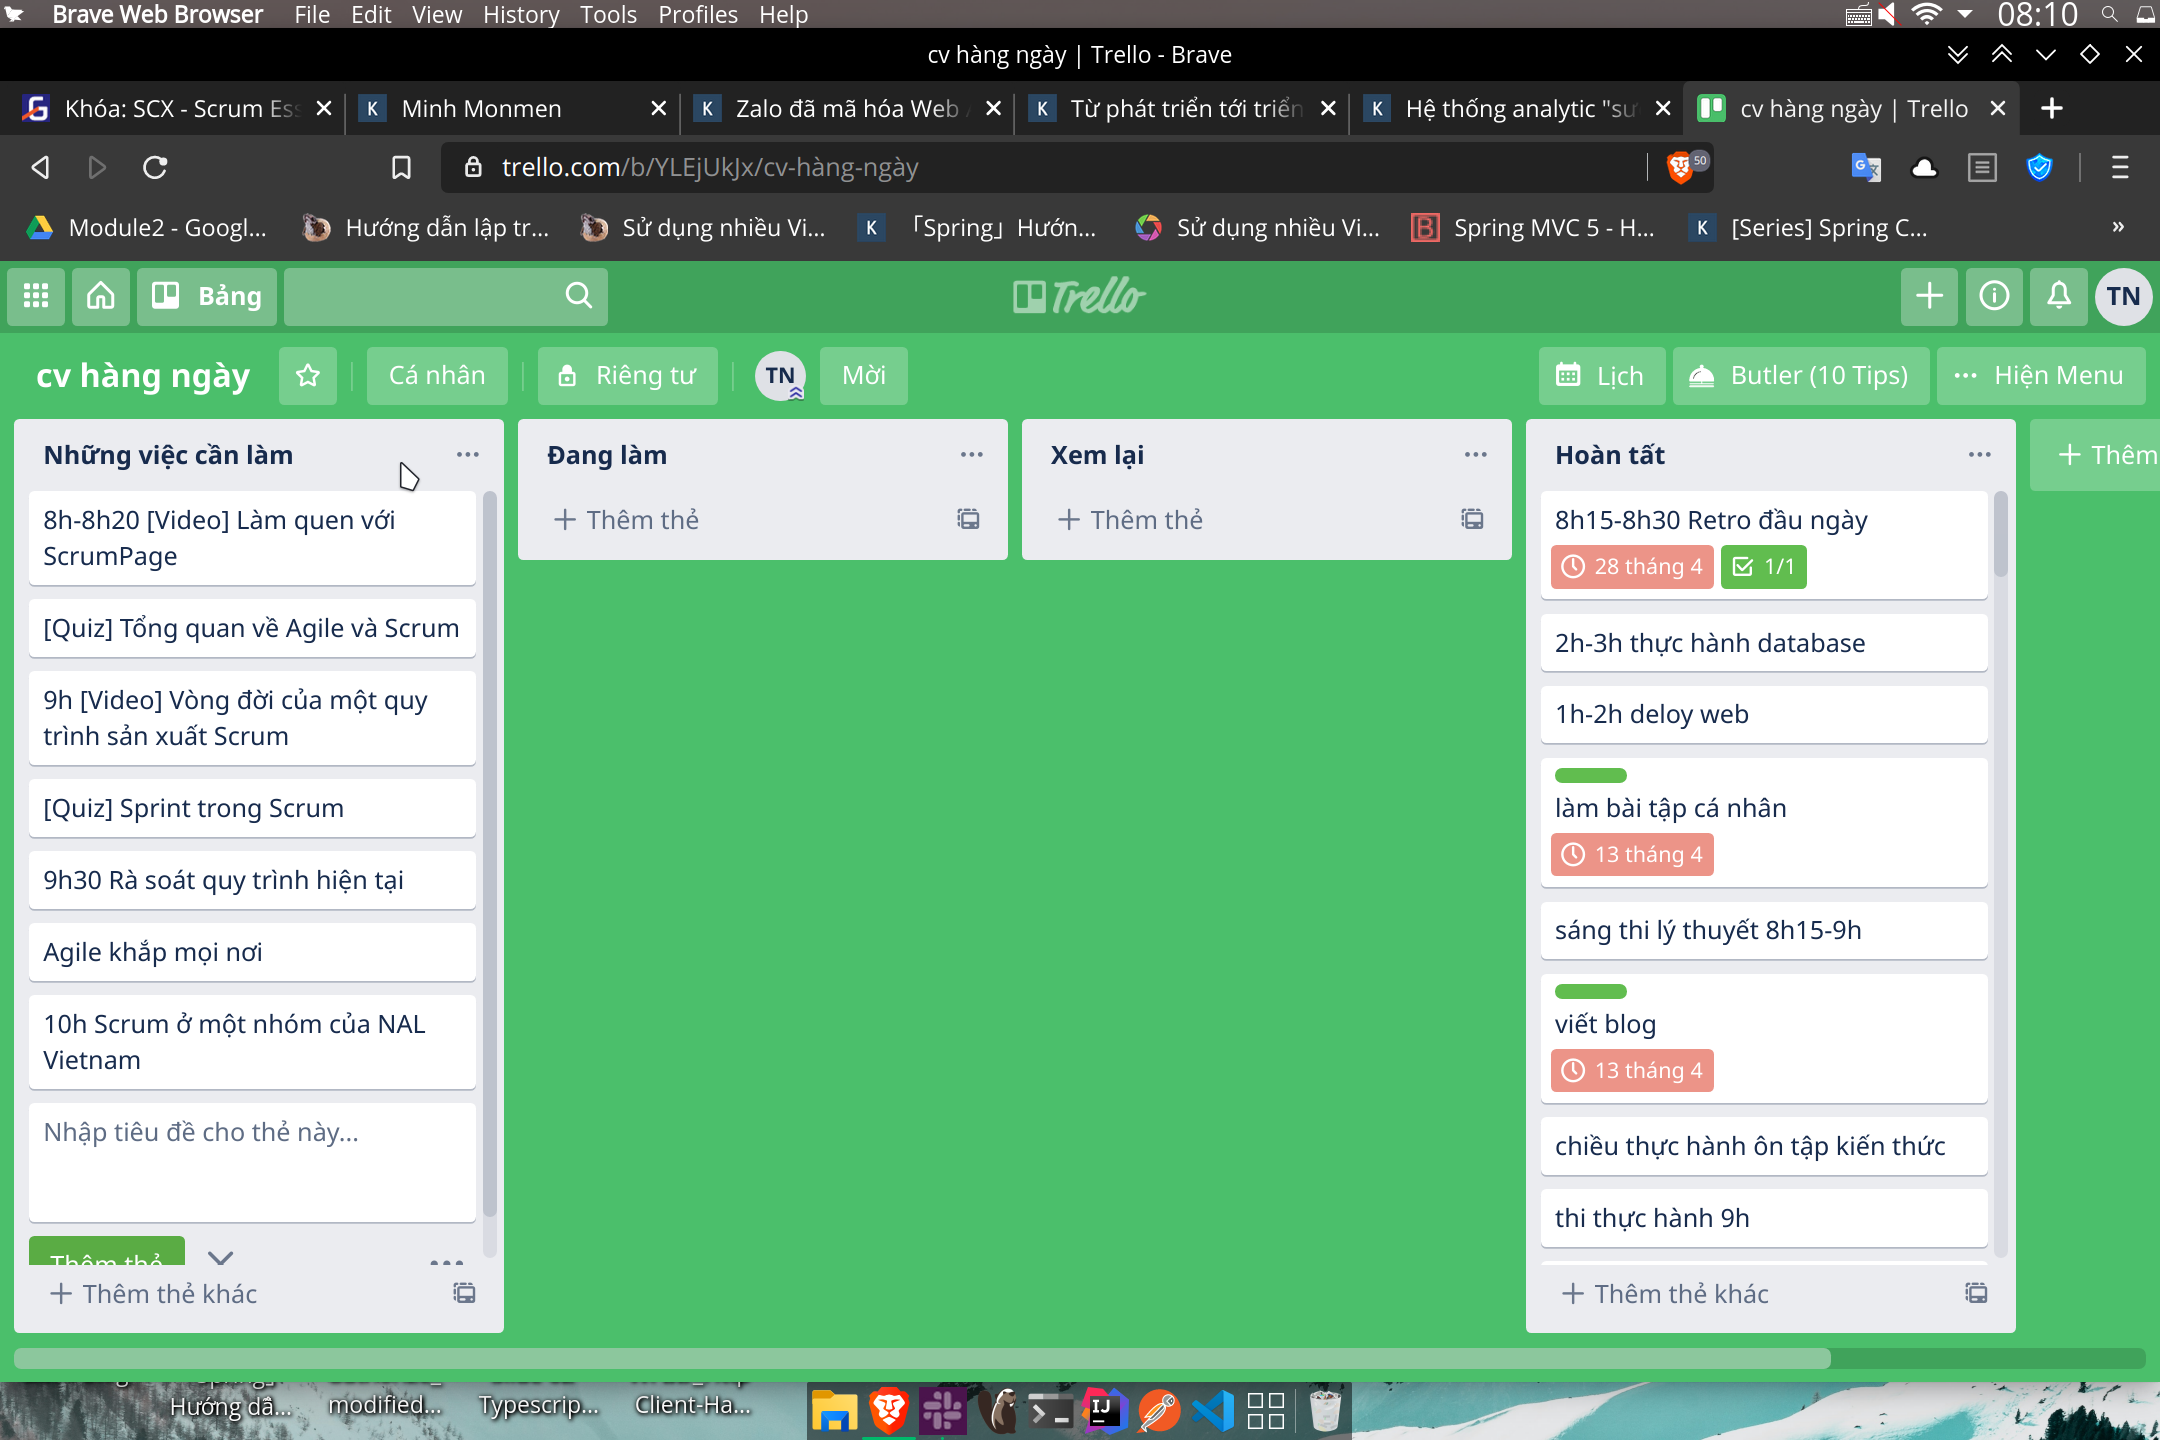 Brave Web Browser File Edit View History Tools Profiles Help 08:10
cv hàng ngày | Trello - Brave
Khóa: SCX - Scrum Es
Minh Monmen
Zalo đã mã hóa Web
Từ phát triển tới triển
Hệ thống analytic "sư
cv hàng ngày | Trello
trello.com/b/YLEjUkJx/cv-hàng-ngày
50
Module2 - Googl...
Hướng dẫn lập tr...
Sử dụng nhiều Vi...
「Spring」Hướn...
Sử dụng nhiều Vi...
Spring MVC 5 - H...
[Series] Spring C...
»
Bảng
Trello
TN
cv hàng ngày
Cá nhân
Riêng tư
TN
Mời
Lịch
Butler (10 Tips)
Hiện Menu
Những việc cần làm
8h-8h20 [Video] Làm quen với
ScrumPage
[Quiz] Tổng quan về Agile và Scrum
9h [Video] Vòng đời của một quy
trình sản xuất Scrum
[Quiz] Sprint trong Scrum
9h30 Rà soát quy trình hiện tại
Agile khắp mọi nơi
10h Scrum ở một nhóm của NAL
Vietnam
Nhập tiêu đề cho thẻ này...
Thêm thẻ
+ Thêm thẻ khác
Đang làm
+ Thêm thẻ
Xem lại
+ Thêm thẻ
Hoàn tất
8h15-8h30 Retro đầu ngày
28 tháng 4 1/1
2h-3h thực hành database
1h-2h deloy web
làm bài tập cá nhân
13 tháng 4
sáng thi lý thuyết 8h15-9h
viết blog
13 tháng 4
chiều thực hành ôn tập kiến thức
thi thực hành 9h
+ Thêm thẻ khác
+ Thêm
Hướng dẫ...
modified...
Typescrip...
Client-Ha...
IJ